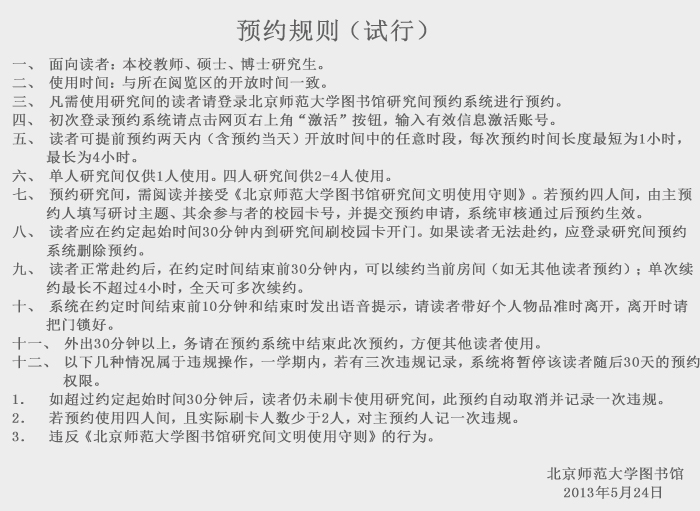 预约规则（试行）
一、 面向读者：本校教师、硕士、博士研究生。
二、 使用时间：与所在阅览区的开放时间一致。
三、 凡需使用研究间的读者请登录北京师范大学图书馆研究间预约系统进行预约。
四、 初次登录预约系统请点击网页右上角“激活”按钮，输入有效信息激活账号。
五、 读者可提前预约两天内（含预约当天）开放时间中的任意时段，每次预约时间长度最短为1小时，
最长为4小时。
六、 单人研究间仅供1人使用。四人研究间供2-4人使用。
七、 预约研究间，需阅读并接受《北京师范大学图书馆研究间文明使用守则》。若预约四人间，由主预
约人填写研讨主题、其余参与者的校园卡号，并提交预约申请，系统审核通过后预约生效。
八、 读者应在约定起始时间30分钟内到研究间刷校园卡开门。如果读者无法赴约，应登录研究间预约
系统删除预约。
九、 读者正常赴约后，在约定时间结束前30分钟内，可以续约当前房间（如无其他读者预约）；单次续
约最长不超过4小时，全天可多次续约。
十、 系统在约定时间结束前10分钟和结束时发出语音提示，请读者带好个人物品准时离开，离开时请
把门锁好。
十一、 外出30分钟以上，务请在预约系统中结束此次预约，方便其他读者使用。
十二、 以下几种情况属于违规操作，一学期内，若有三次违规记录，系统将暂停该读者随后30天的预约
权限。
1. 如超过约定起始时间30分钟后，读者仍未刷卡使用研究间，此预约自动取消并记录一次违规。
2. 若预约使用四人间，且实际刷卡人数少于2人，对主预约人记一次违规。
3. 违反《北京师范大学图书馆研究间文明使用守则》的行为。
北京师范大学图书馆
2013年5月24日